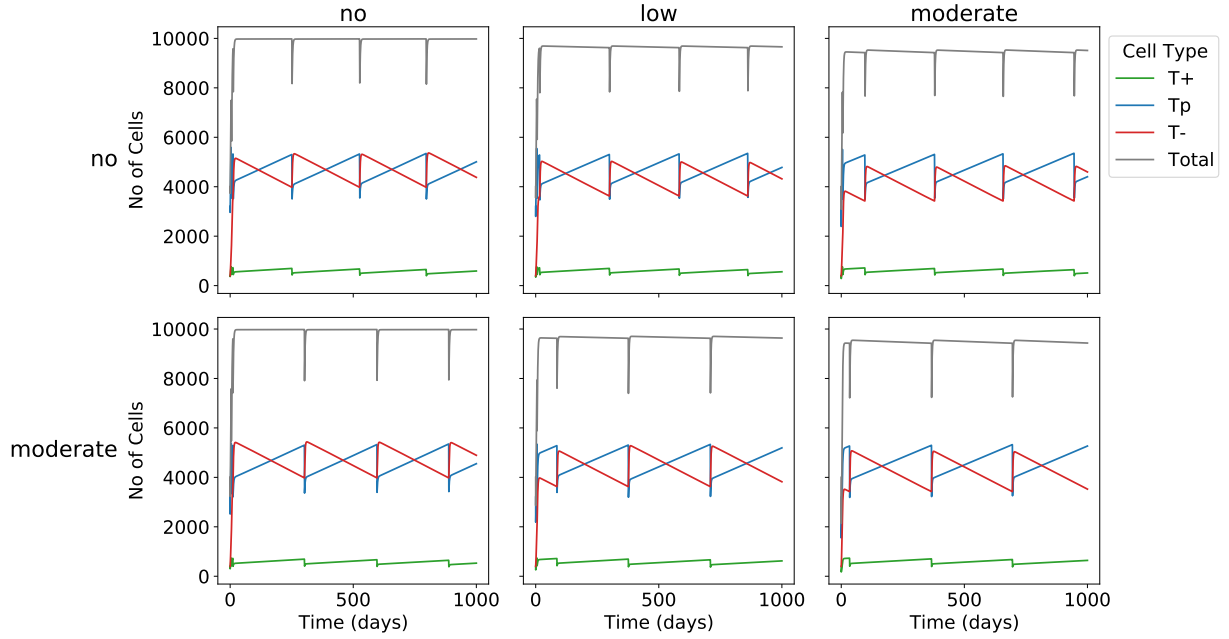 no low moderate
Cell Type
T+
Tp
T-
Total
no
No of Cells
10000
8000
6000
4000
2000
0
moderate
No of Cells
10000
8000
6000
4000
2000
0
0 500 1000 0 500 1000 0 500 1000
Time (days) Time (days) Time (days)